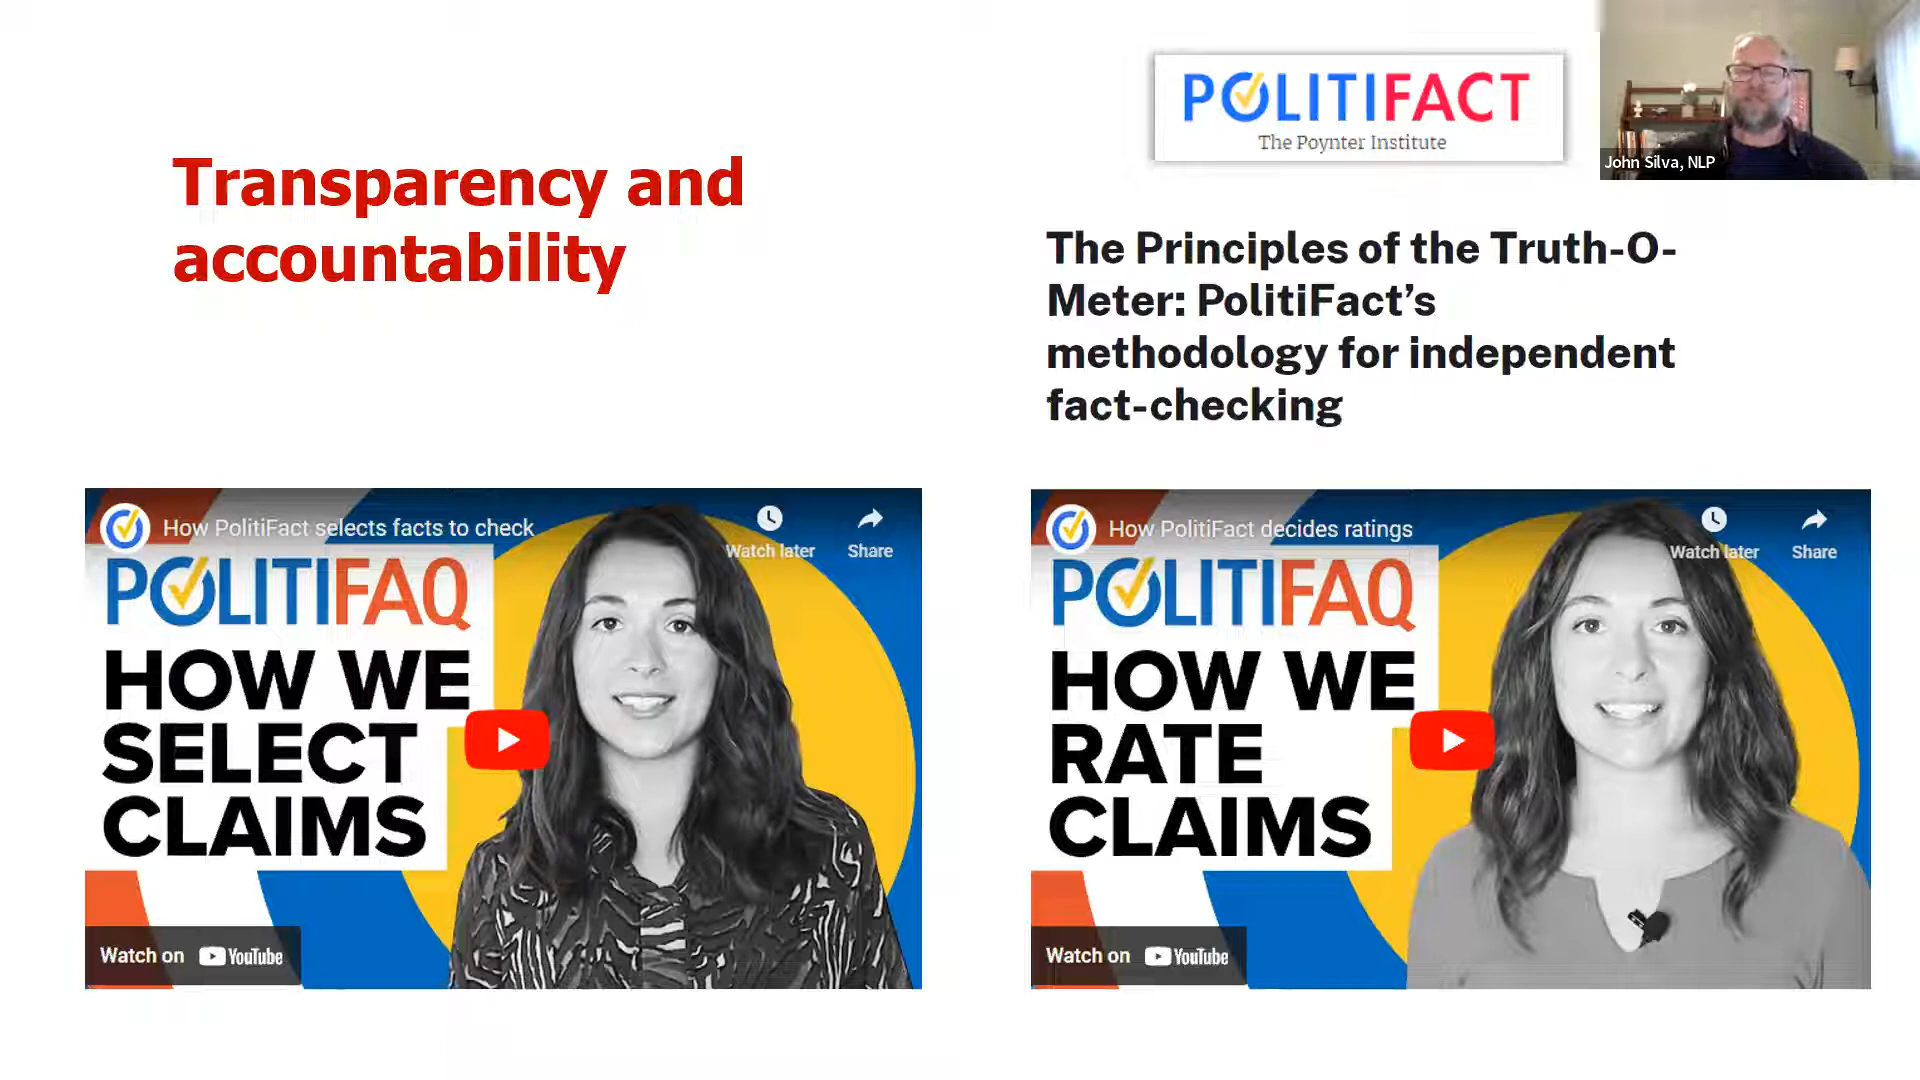 Transparency and
accountability
POLITIFACT
The Poynter Institute
John Silva, NLP
The Principles of the Truth-O-
Meter: PolitiFact’s
methodology for independent
fact-checking
How PolitiFact selects facts to check
Watch later
Share
POLITIFAQ
HOW WE
SELECT
CLAIMS
Watch on YouTube
How PolitiFact decides ratings
Watch later
Share
POLITIFAQ
HOW WE
RATE
CLAIMS
Watch on YouTube